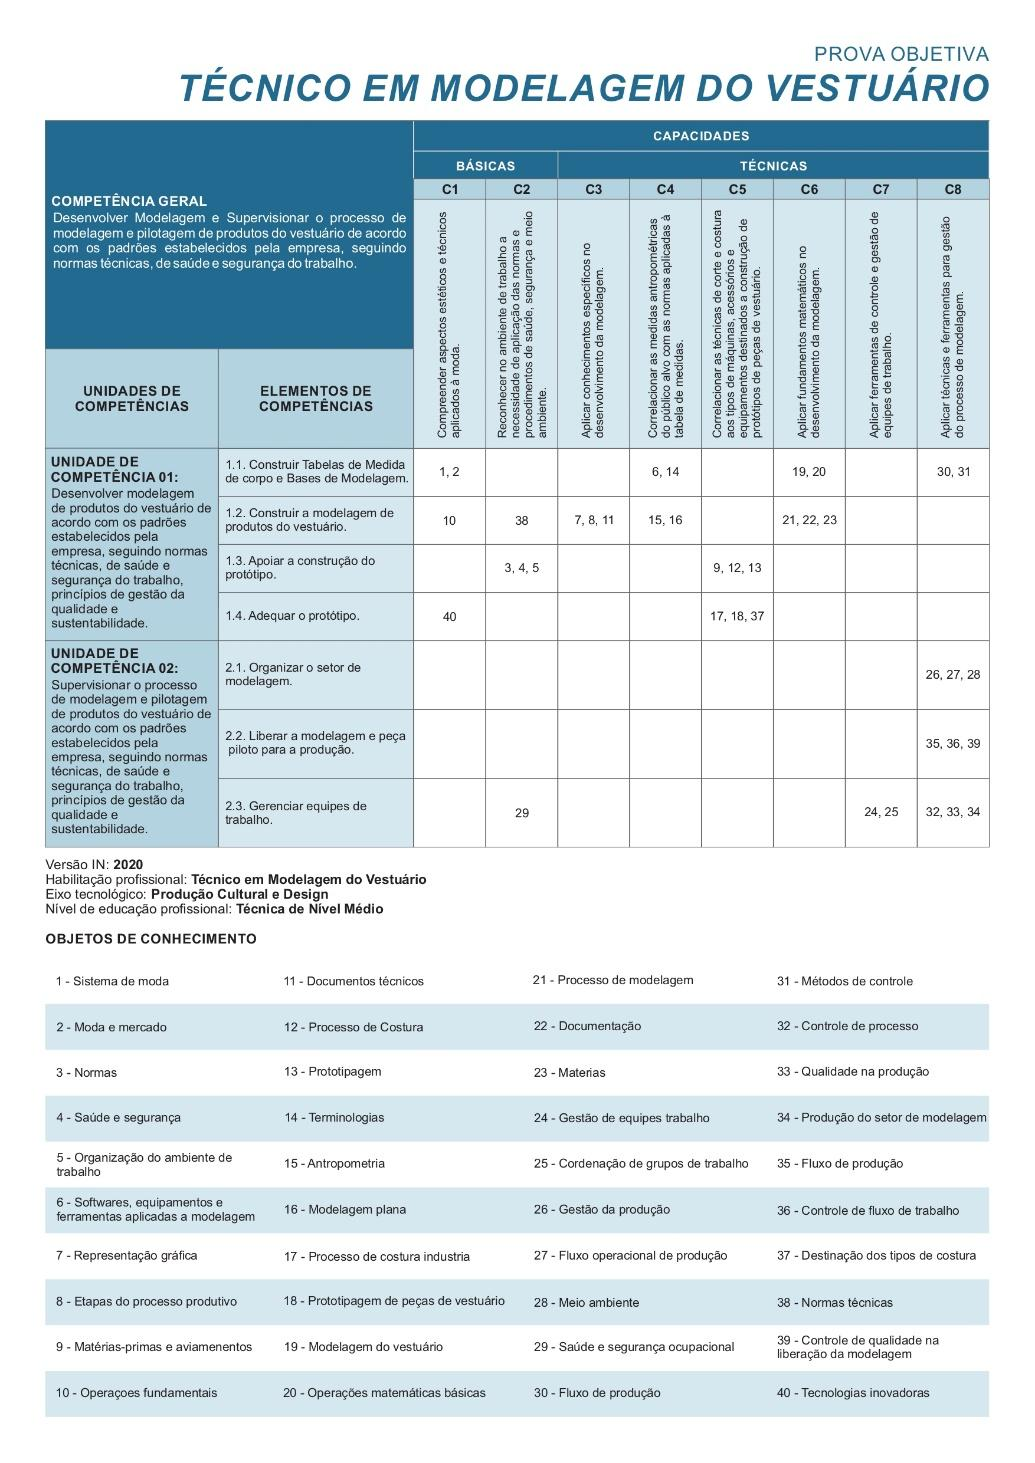 PROVA OBJETIVA
TÉCNICO EM MODELAGEM DO VESTUÁRIO
CAPACIDADES
BÁSICAS
TÉCNICAS
COMPETÊNCIA GERAL
Desenvolver Modelagem e Supervisionar o processo de
modelagem e pilotagem de produtos do vestuário de acordo
com os padrões estabelecidos pela empresa, seguindo
normas técnicas, de saúde e segurança do trabalho.
C1
C2
C3
C4
C5
C6
C7
C8
Compreender aspectos estéticos e técnicos
aplicados à moda.
Reconhecer no ambiente de trabalho a
necessidade de aplicação das normas e
procedimentos de saúde, segurança e meio
ambiente.
Aplicar conhecimentos específicos no
desenvolvimento da modelagem.
Correlacionar as medidas antropométricas
do público alvo com as normas aplicadas à
tabela de medidas.
Correlacionar as técnicas de corte e costura
aos tipos de máquinas, acessórios e
equipamentos destinados a construção de
protótipos de peças de vestuário.
Aplicar fundamentos matemáticos no
desenvolvimento da modelagem.
Aplicar ferramentas de controle e gestão de
equipes de trabalho.
Aplicar técnicas e ferramentas para gestão
do processo de modelagem.
UNIDADES DE
COMPETÊNCIAS
ELEMENTOS DE
COMPETÊNCIAS
UNIDADE DE
COMPETÊNCIA 01:
Desenvolver modelagem
de produtos do vestuário de
acordo com os padrões
estabelecidos pela
empresa, seguindo normas
técnicas, de saúde e
segurança do trabalho,
princípios de gestão da
qualidade e
sustentabilidade.
1.1. Construir Tabelas de Medida
de corpo e Bases de Modelagem.
1, 2
6, 14
19, 20
30, 31
1.2. Construir a modelagem de
produtos do vestuário.
10
38
7, 8, 11
15, 16
21, 22, 23
1.3. Apoiar a construção do
protótipo.
3, 4, 5
9, 12, 13
1.4. Adequar o protótipo.
40
17, 18, 37
UNIDADE DE
COMPETÊNCIA 02:
Supervisionar o processo
de modelagem e pilotagem
de produtos do vestuário de
acordo com os padrões
estabelecidos pela
empresa, seguindo normas
técnicas, de saúde e
segurança do trabalho,
princípios de gestão da
qualidade e
sustentabilidade.
2.1. Organizar o setor de
modelagem.
26, 27, 28
2.2. Liberar a modelagem e peça
piloto para a produção.
35, 36, 39
2.3. Gerenciar equipes de
trabalho.
29
24, 25
32, 33, 34
Versão IN: 2020
Habilitação profissional: Técnico em Modelagem do Vestuário
Eixo tecnológico: Produção Cultural e Design
Nível de educação profissional: Técnica de Nível Médio
OBJETOS DE CONHECIMENTO
1 - Sistema de moda
11 - Documentos técnicos
21 - Processo de modelagem
31 - Métodos de controle
2 - Moda e mercado
12 - Processo de Costura
22 - Documentação
32 - Controle de processo
3 - Normas
13 - Prototipagem
23 - Materias
33 - Qualidade na produção
4 - Saúde e segurança
14 - Terminologias
24 - Gestão de equipes trabalho
34 - Produção do setor de modelagem
5 - Organização do ambiente de
trabalho
15 - Antropometria
25 - Cordenação de grupos de trabalho
35 - Fluxo de produção
6 - Softwares, equipamentos e
ferramentas aplicadas a modelagem
16 - Modelagem plana
26 - Gestão da produção
36 - Controle de fluxo de trabalho
7 - Representação gráfica
17 - Processo de costura industria
27 - Fluxo operacional de produção
37 - Destinação dos tipos de costura
8 - Etapas do processo produtivo
18 - Prototipagem de peças de vestuário
28 - Meio ambiente
38 - Normas técnicas
9 - Matérias-primas e aviamenentos
19 - Modelagem do vestuário
29 - Saúde e segurança ocupacional
39 - Controle de qualidade na
liberação da modelagem
10 - Operaçoes fundamentais
20 - Operações matemáticas básicas
30 - Fluxo de produção
40 - Tecnologias inovadoras